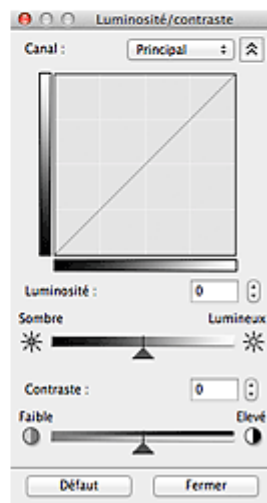 Luminosité/contraste
Canal : Principal
Luminosité : 0
Sombre Lumineux
Contraste : 0
Faible Elevé
Défaut Fermer